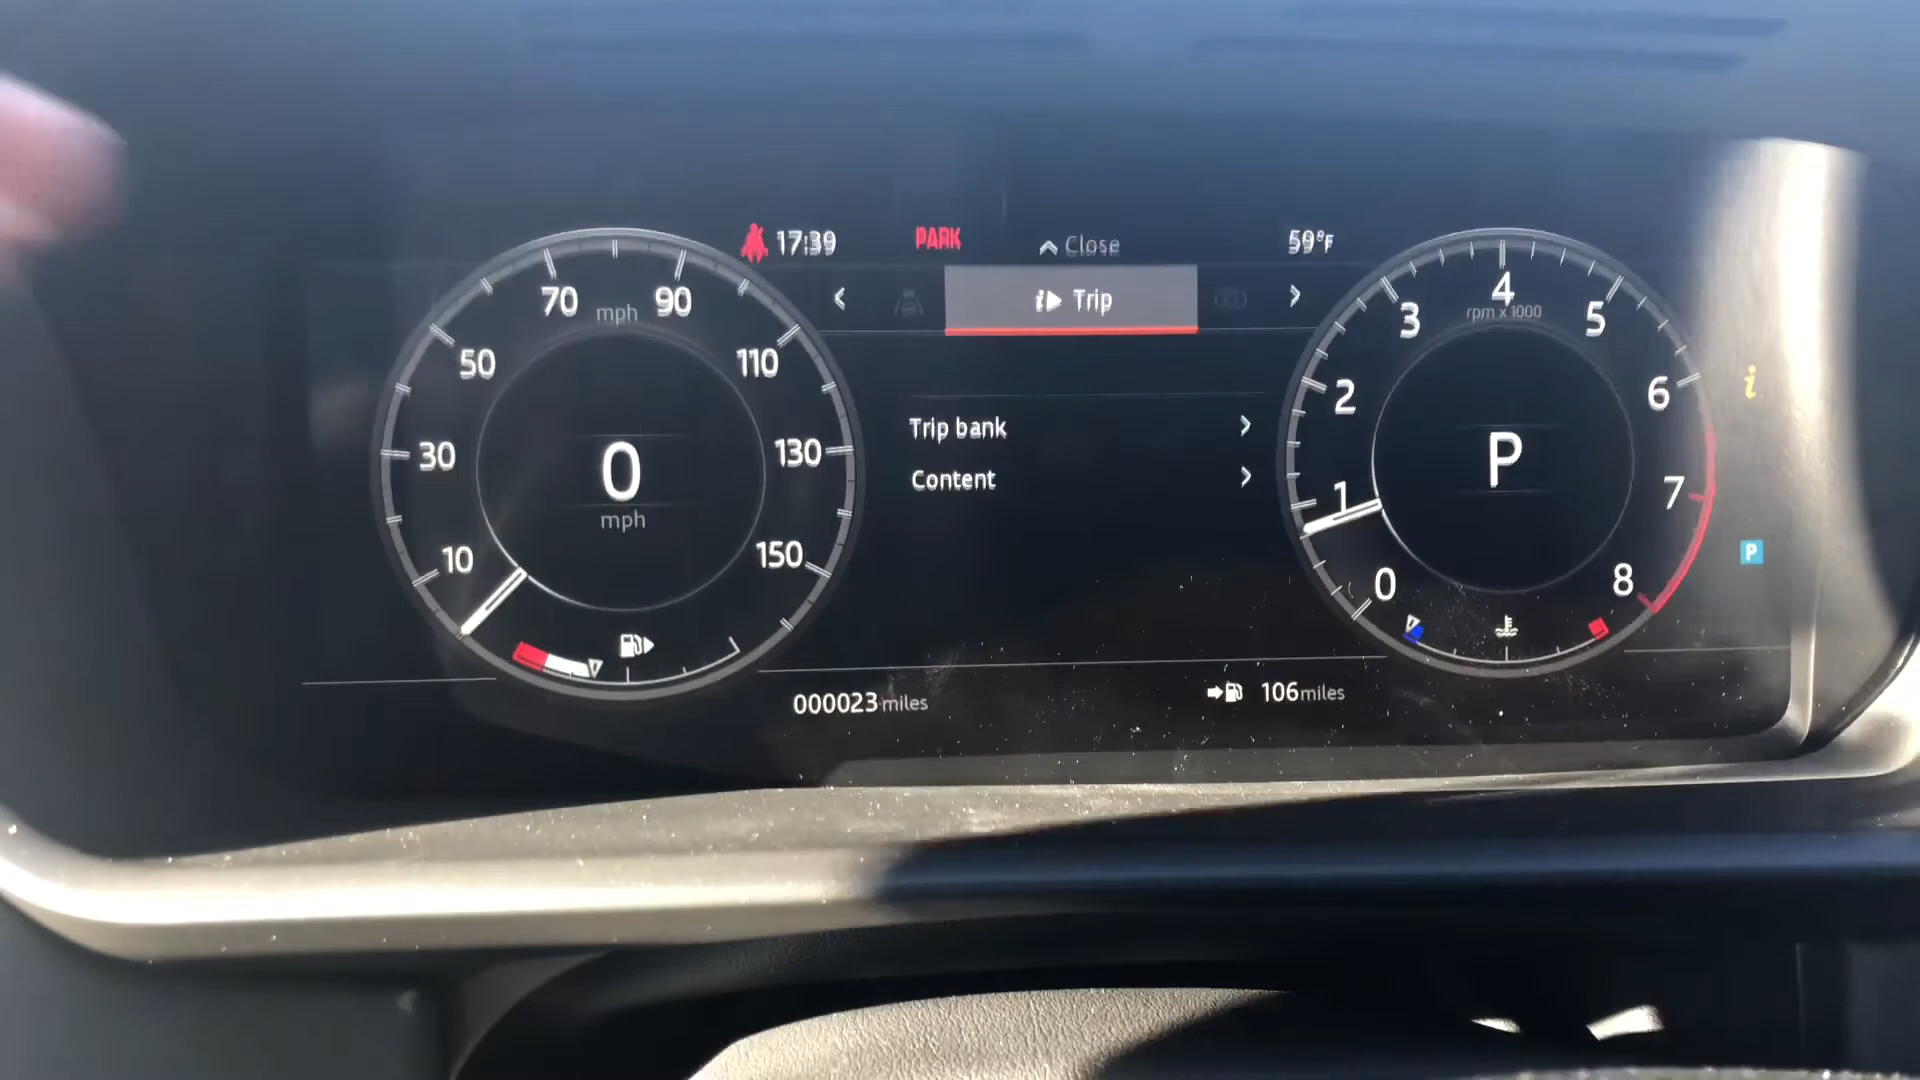 17:39
PARK
Close
59°F
Trip
70
mph
90
50
110
30
130
0
mph
10
150
Trip bank
Content
4
rpm x 1000
3
5
2
6
1
P
7
0
8
i
P
000023 miles
106 miles